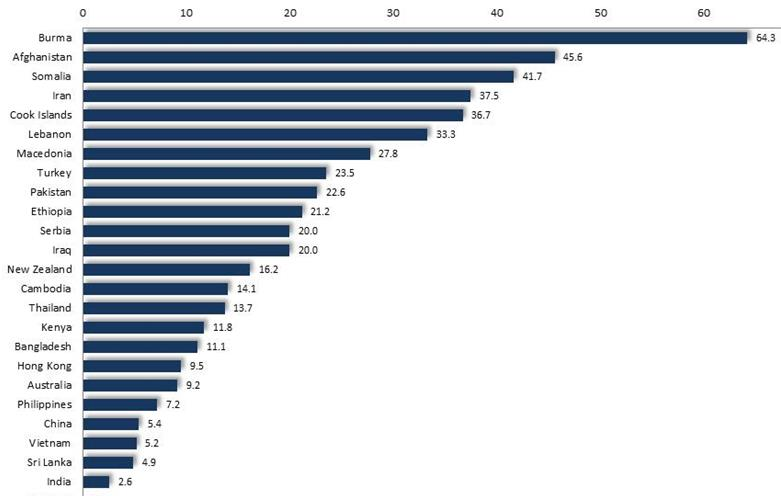 0 10 20 30 40 50 60
Burma 64.3
Afghanistan 45.6
Somalia 41.7
Iran 37.5
Cook Islands 36.7
Lebanon 33.3
Macedonia 27.8
Turkey 23.5
Pakistan 22.6
Ethiopia 21.2
Serbia 20.0
Iraq 20.0
New Zealand 16.2
Cambodia 14.1
Thailand 13.7
Kenya 11.8
Bangladesh 11.1
Hong Kong 9.5
Australia 9.2
Philippines 7.2
China 5.4
Vietnam 5.2
Sri Lanka 4.9
India 2.6